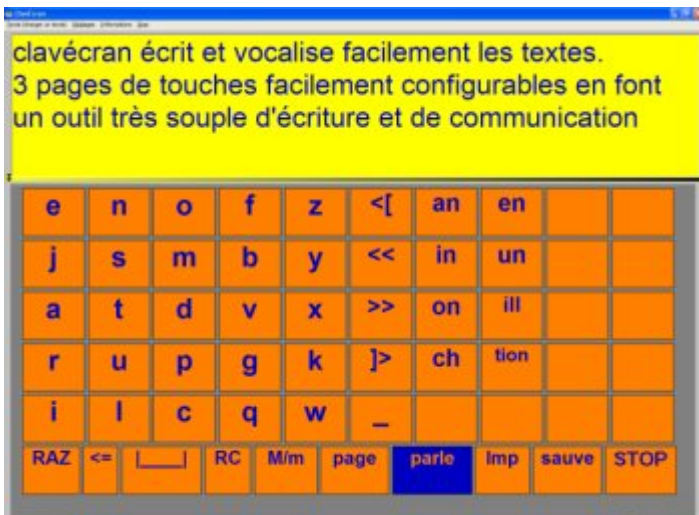 clavécran écrit et vocalise facilement les textes.
3 pages de touches facilement configurables en font
un outil très souple d'écriture et de communication
e n o f z <[ an en
j s m b y << in un
a t d v x >> on ill
r u p g k ]> ch tion
i l c q w _
RAZ <= |____| RC M/m page parle Imp sauve STOP